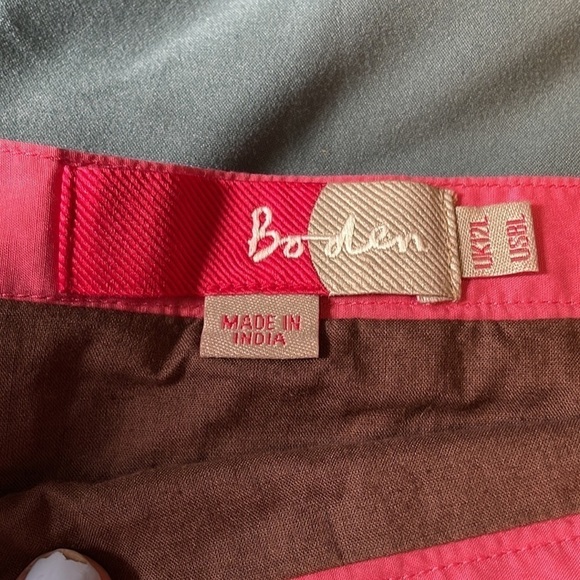 Boden
UK12L
US8L
MADE IN
INDIA